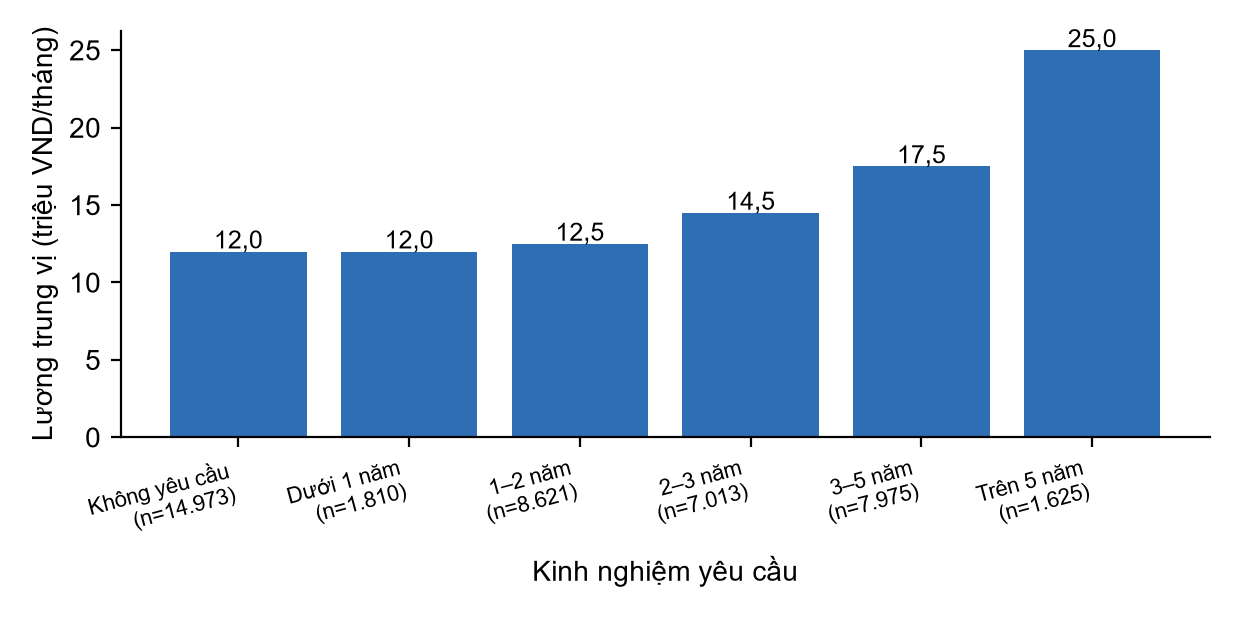 Lương trung vị (triệu VND/tháng)
25
20
15
10
5
0
12,0
12,0
12,5
14,5
17,5
25,0
Không yêu cầu
(n=14.973)
Dưới 1 năm
(n=1.810)
1–2 năm
(n=8.621)
2–3 năm
(n=7.013)
3–5 năm
(n=7.975)
Trên 5 năm
(n=1.625)
Kinh nghiệm yêu cầu